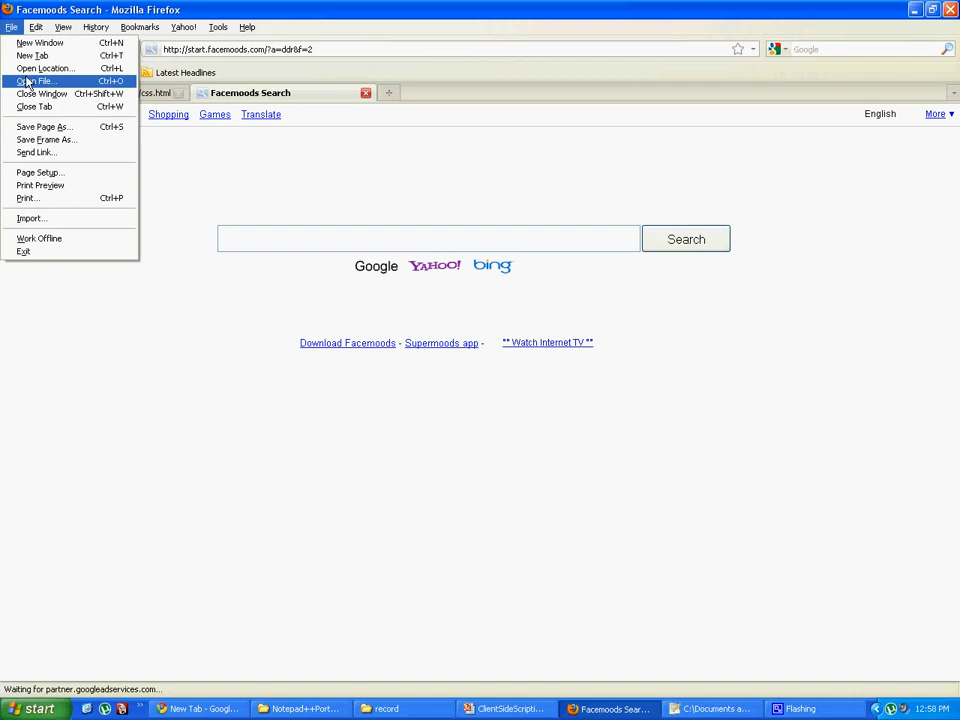 Facemoods Search - Mozilla Firefox
File Edit View History Bookmarks Yahoo! Tools Help
New Window Ctrl+N
New Tab Ctrl+T
Open Location... Ctrl+L
Open File... Ctrl+O
Close Window Ctrl+Shift+W
Close Tab Ctrl+W
Save Page As... Ctrl+S
Save Frame As...
Send Link...
Page Setup...
Print Preview
Print... Ctrl+P
Import...
Work Offline
Exit
http://start.facemoods.com/?a=ddr&f=2
Google
Latest Headlines
/css.html Facemoods Search
Shopping Games Translate English More ▼
Search
Google YAHOO! bing
Download Facemoods - Supermoods app - ** Watch Internet TV **
Waiting for partner.googleadservices.com...
start New Tab - Googl... Notepad++Port... record ClientSideScripti... Facemoods Sear... C:\Documents a... Flashing 12:58 PM